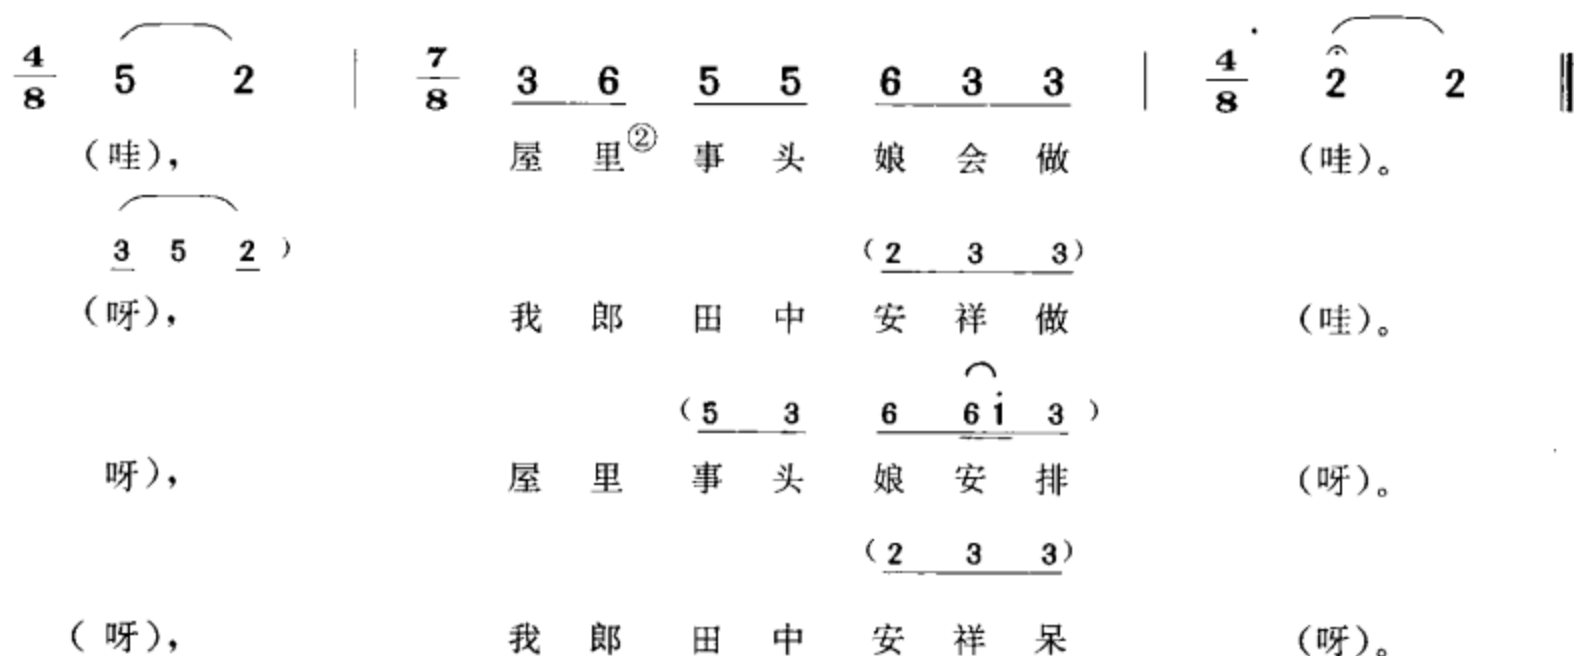 4/8 5 2 | 7/8 3 6 5 5 6 3 3 | 4/8 2 2 ‖
（哇）， 屋里② 事头 娘会做 （哇）。
3 5 2 ） （2 3 3）
（呀）， 我郎 田中 安祥做 （哇）。
（5 3 6 6 i 3 ）
呀）， 屋里 事头 娘安排 （呀）。
（2 3 3）
（呀）， 我郎 田中 安祥呆 （呀）。